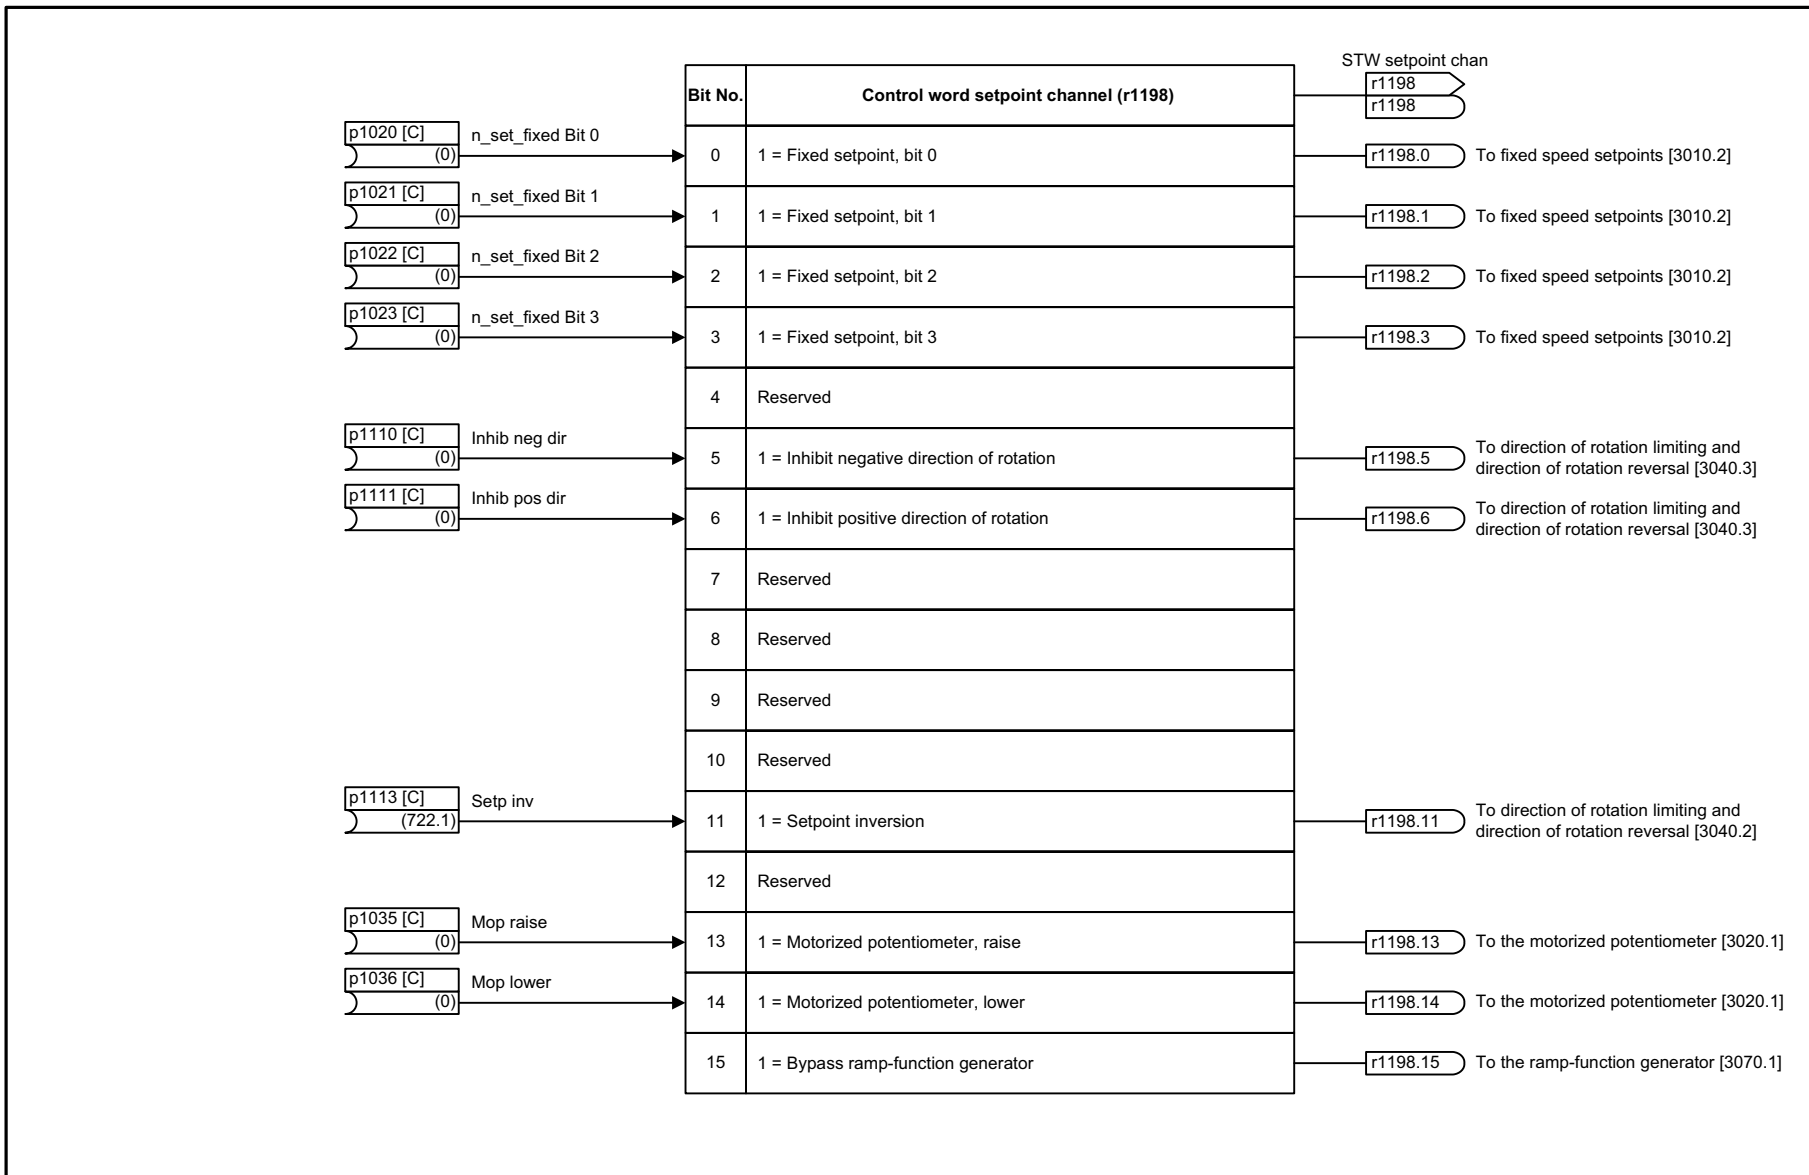 STW setpoint chan
Bit No. Control word setpoint channel (r1198) r1198
r1198
p1020 [C] n_set_fixed Bit 0
(0) 0 1 = Fixed setpoint, bit 0 r1198.0 To fixed speed setpoints [3010.2]
p1021 [C] n_set_fixed Bit 1
(0) 1 1 = Fixed setpoint, bit 1 r1198.1 To fixed speed setpoints [3010.2]
p1022 [C] n_set_fixed Bit 2
(0) 2 1 = Fixed setpoint, bit 2 r1198.2 To fixed speed setpoints [3010.2]
p1023 [C] n_set_fixed Bit 3
(0) 3 1 = Fixed setpoint, bit 3 r1198.3 To fixed speed setpoints [3010.2]
4 Reserved
p1110 [C] Inhib neg dir
(0) 5 1 = Inhibit negative direction of rotation r1198.5 To direction of rotation limiting and
direction of rotation reversal [3040.3]
p1111 [C] Inhib pos dir
(0) 6 1 = Inhibit positive direction of rotation r1198.6 To direction of rotation limiting and
direction of rotation reversal [3040.3]
7 Reserved
8 Reserved
9 Reserved
10 Reserved
p1113 [C] Setp inv
(722.1) 11 1 = Setpoint inversion r1198.11 To direction of rotation limiting and
direction of rotation reversal [3040.2]
12 Reserved
p1035 [C] Mop raise
(0) 13 1 = Motorized potentiometer, raise r1198.13 To the motorized potentiometer [3020.1]
p1036 [C] Mop lower
(0) 14 1 = Motorized potentiometer, lower r1198.14 To the motorized potentiometer [3020.1]
15 1 = Bypass ramp-function generator r1198.15 To the ramp-function generator [3070.1]